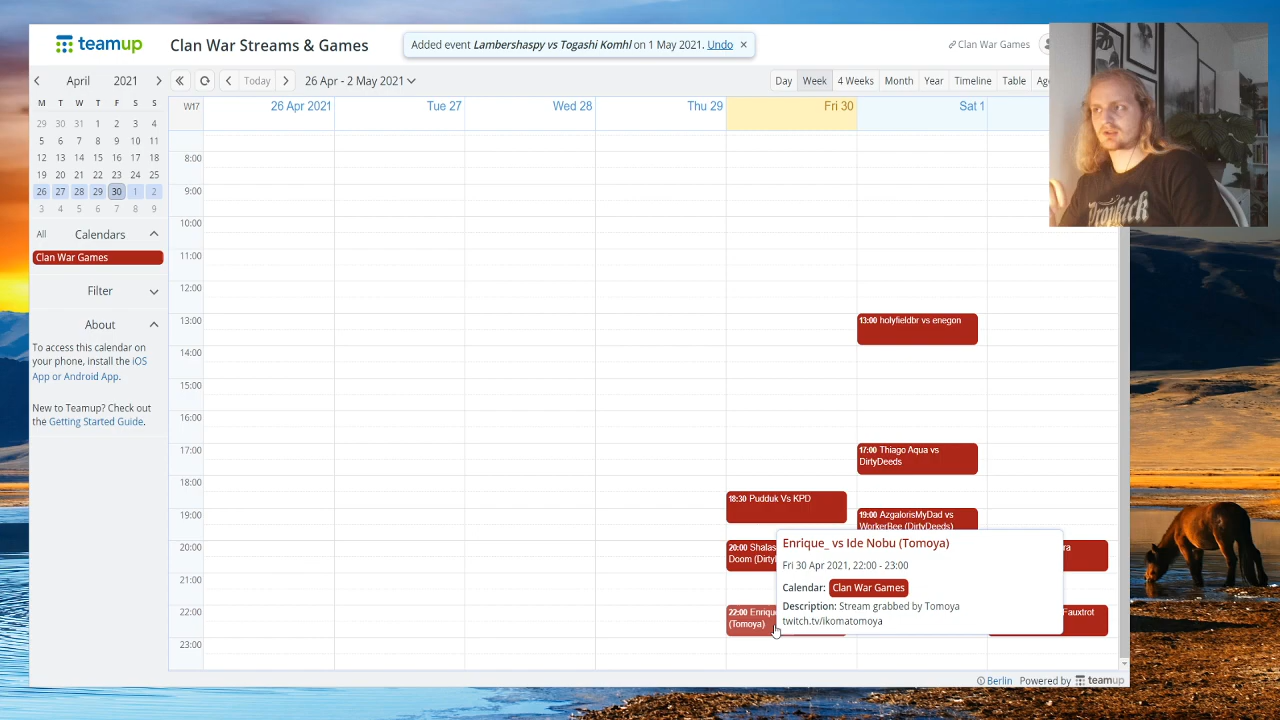 teamup
Clan War Streams & Games
Added event Lambershaspy vs Togashi Komhl on 1 May 2021. Undo ×
Clan War Games
April 2021
Today
26 Apr - 2 May 2021
Day Week 4 Weeks Month Year Timeline Table
M T W T F S S
29 30 31 1 2 3 4
5 6 7 8 9 10 11
12 13 14 15 16 17 18
19 20 21 22 23 24 25
26 27 28 29 30 1 2
3 4 5 6 7 8 9
All Calendars
Clan War Games
Filter
About
To access this calendar on
your phone, install the iOS
App or Android App.
New to Teamup? Check out
the Getting Started Guide.
Wk17 26 Apr 2021 Tue 27 Wed 28 Thu 29 Fri 30 Sat 1
8:00
9:00
10:00
11:00
12:00
13:00
14:00
15:00
16:00
17:00
18:00
19:00
20:00
21:00
22:00
23:00
13:00 holyfieldbr vs enegon
17:00 Thiago Aqua vs
DirtyDeeds
18:30 Pudduk Vs KPD
19:00 AzgalorisMyDad vs
WorkerBee (DirtyDeeds)
20:00 Shalas
Doom (Dirty
22:00 Enriqu
(Tomoya)
ra
Fauxtrot
Enrique_ vs Ide Nobu (Tomoya)
Fri 30 Apr 2021, 22:00 - 23:00
Calendar: Clan War Games
Description: Stream grabbed by Tomoya
twitch.tv/ikomatomoya
Berlin Powered by teamup